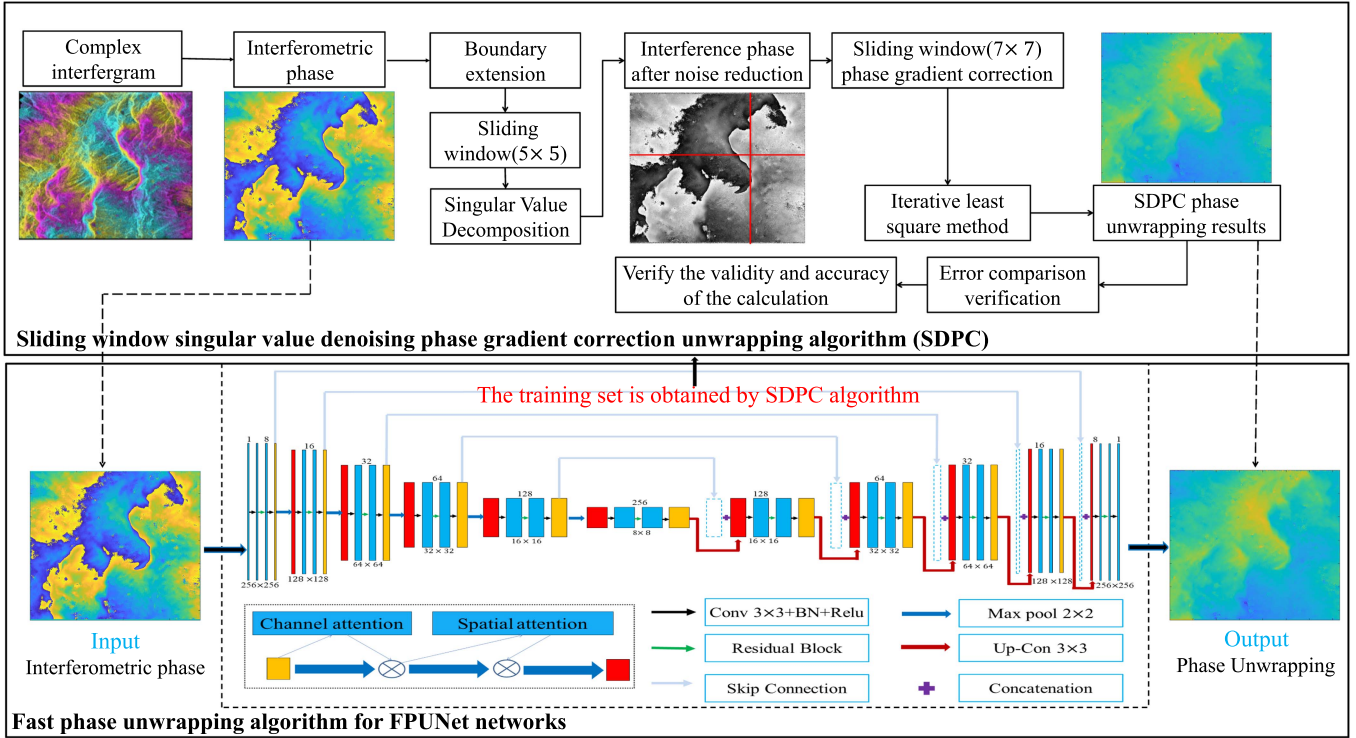 Complex
interfergram
Interferometric
phase
Boundary
extension
Sliding
window(5× 5)
Singular Value
Decomposition
Interference phase
after noise reduction
Sliding window(7× 7)
phase gradient correction
Iterative least
square method
SDPC phase
unwrapping results
Error comparison
verification
Verify the validity and accuracy
of the calculation
Sliding window singular value denoising phase gradient correction unwrapping algorithm (SDPC)
The training set is obtained by SDPC algorithm
1 8
256×256
16
128 ×128
32
64 × 64
64
32 × 32
128
16 × 16
256
8× 8
128
16 × 16
64
32 × 32
32
64 × 64
16
128 ×128
8 1
256 ×256
Input
Interferometric phase
Channel attention
Spatial attention
Conv 3×3+BN+Relu
Residual Block
Skip Connection
Max pool 2×2
Up-Con 3×3
Concatenation
Output
Phase Unwrapping
Fast phase unwrapping algorithm for FPUNet networks